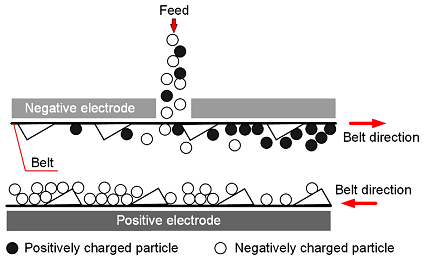 Feed
Negative electrode
Belt direction
Belt
Belt direction
Positive electrode
Positively charged particle
Negatively charged particle